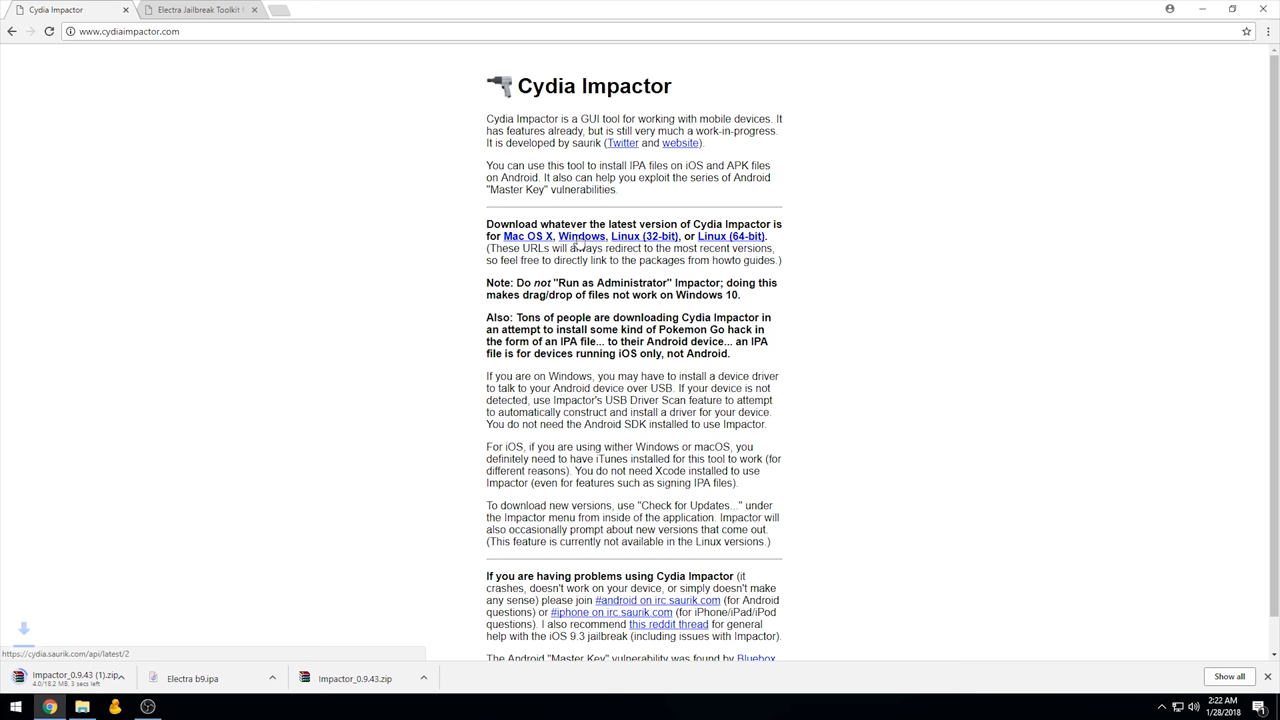 Cydia Impactor
Electra Jailbreak Toolkit
www.cydiaimpactor.com
Cydia Impactor
Cydia Impactor is a GUI tool for working with mobile devices. It
has features already, but is still very much a work-in-progress.
It is developed by saurik (Twitter and website).
You can use this tool to install IPA files on iOS and APK files
on Android. It also can help you exploit the series of Android
"Master Key" vulnerabilities.
Download whatever the latest version of Cydia Impactor is
for Mac OS X, Windows, Linux (32-bit), or Linux (64-bit).
(These URLs will always redirect to the most recent versions,
so feel free to directly link to the packages from howto guides.)
Note: Do not "Run as Administrator" Impactor; doing this
makes drag/drop of files not work on Windows 10.
Also: Tons of people are downloading Cydia Impactor in
an attempt to install some kind of Pokemon Go hack in
the form of an IPA file... to their Android device... an IPA
file is for devices running iOS only, not Android.
If you are on Windows, you may have to install a device driver
to talk to your Android device over USB. If your device is not
detected, use Impactor's USB Driver Scan feature to attempt
to automatically construct and install a driver for your device.
You do not need the Android SDK installed to use Impactor.
For iOS, if you are using wither Windows or macOS, you
definitely need to have iTunes installed for this tool to work (for
different reasons). You do not need Xcode installed to use
Impactor (even for features such as signing IPA files).
To download new versions, use "Check for Updates..." under
the Impactor menu from inside of the application. Impactor will
also occasionally prompt about new versions that come out.
(This feature is currently not available in the Linux versions.)
If you are having problems using Cydia Impactor (it
crashes, doesn't work on your device, or simply doesn't make
any sense) please join #android on irc.saurik.com (for Android
questions) or #iphone on irc.saurik.com (for iPhone/iPad/iPod
questions). I also recommend this reddit thread for general
help with the iOS 9.3 jailbreak (including issues with Impactor).
The Android "Master Key" vulnerability was found by Bluebox
https://cydia.saurik.com/api/latest/2
Impactor_0.9.43 (1).zip
4.0/18.2 MB, 3 secs left
Electra b9.ipa
Impactor_0.9.43.zip
Show all
2:22 AM
1/28/2018
1